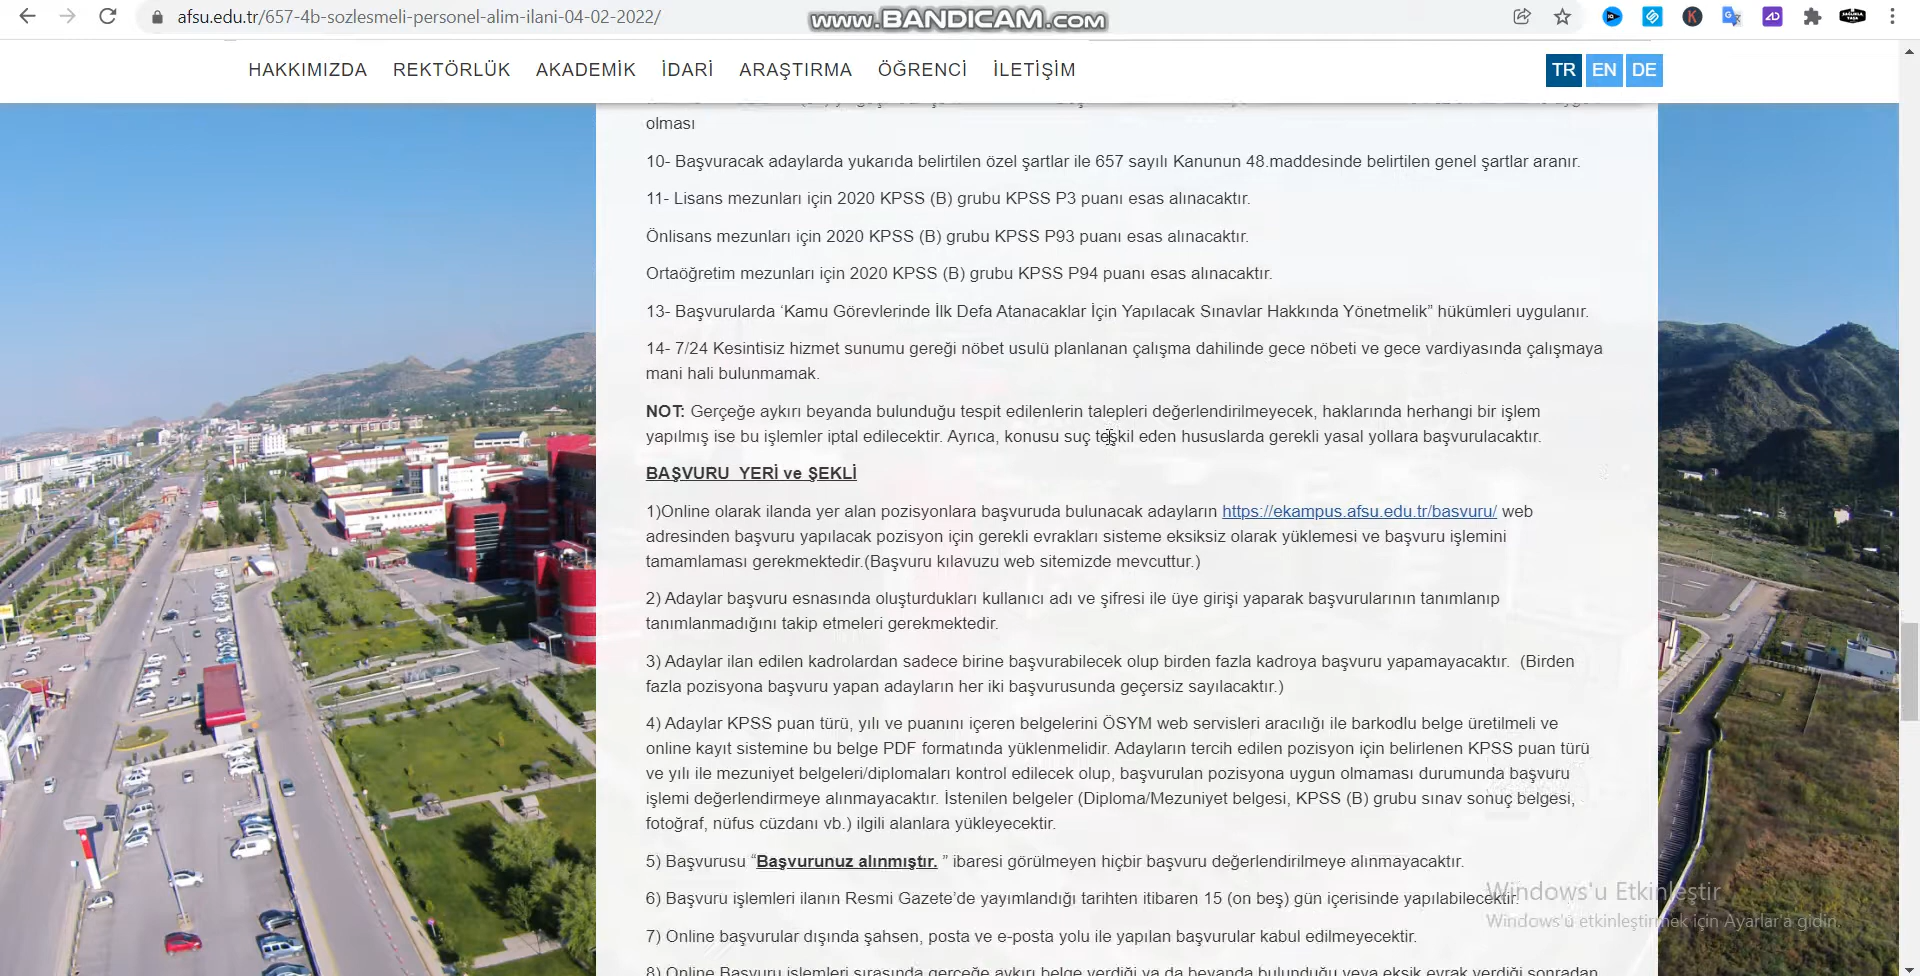 afsu.edu.tr/657-4b-sozlesmeli-personel-alim-ilani-04-02-2022/
www.BANDICAM.com
HAKKIMIZDA REKTÖRLÜK AKADEMİK İDARİ ARAŞTIRMA ÖĞRENCİ İLETİŞİM
TR EN DE
olması
10- Başvuracak adaylarda yukarıda belirtilen özel şartlar ile 657 sayılı Kanunun 48.maddesinde belirtilen genel şartlar aranır.
11- Lisans mezunları için 2020 KPSS (B) grubu KPSS P3 puanı esas alınacaktır.
Önlisans mezunları için 2020 KPSS (B) grubu KPSS P93 puanı esas alınacaktır.
Ortaöğretim mezunları için 2020 KPSS (B) grubu KPSS P94 puanı esas alınacaktır.
13- Başvurularda ‘Kamu Görevlerinde İlk Defa Atanacaklar İçin Yapılacak Sınavlar Hakkında Yönetmelik” hükümleri uygulanır.
14- 7/24 Kesintisiz hizmet sunumu gereği nöbet usulü planlanan çalışma dahilinde gece nöbeti ve gece vardiyasında çalışmaya
mani hali bulunmamak.
NOT: Gerçeğe aykırı beyanda bulunduğu tespit edilenlerin talepleri değerlendirilmeyecek, haklarında herhangi bir işlem
yapılmış ise bu işlemler iptal edilecektir. Ayrıca, konusu suç teşkil eden hususlarda gerekli yasal yollara başvurulacaktır.
BAŞVURU YERİ ve ŞEKLİ
1)Online olarak ilanda yer alan pozisyonlara başvuruda bulunacak adayların https://ekampus.afsu.edu.tr/basvuru/ web
adresinden başvuru yapılacak pozisyon için gerekli evrakları sisteme eksiksiz olarak yüklemesi ve başvuru işlemini
tamamlaması gerekmektedir.(Başvuru kılavuzu web sitemizde mevcuttur.)
2) Adaylar başvuru esnasında oluşturdukları kullanıcı adı ve şifresi ile üye girişi yaparak başvurularının tanımlanıp
tanımlanmadığını takip etmeleri gerekmektedir.
3) Adaylar ilan edilen kadrolardan sadece birine başvurabilecek olup birden fazla kadroya başvuru yapamayacaktır. (Birden
fazla pozisyona başvuru yapan adayların her iki başvurusunda geçersiz sayılacaktır.)
4) Adaylar KPSS puan türü, yılı ve puanını içeren belgelerini ÖSYM web servisleri aracılığı ile barkodlu belge üretilmeli ve
online kayıt sistemine bu belge PDF formatında yüklenmelidir. Adayların tercih edilen pozisyon için belirlenen KPSS puan türü
ve yılı ile mezuniyet belgeleri/diplomaları kontrol edilecek olup, başvurulan pozisyona uygun olmaması durumunda başvuru
işlemi değerlendirmeye alınmayacaktır. İstenilen belgeler (Diploma/Mezuniyet belgesi, KPSS (B) grubu sınav sonuç belgesi,
fotoğraf, nüfus cüzdanı vb.) ilgili alanlara yükleyecektir.
5) Başvurusu “Başvurunuz alınmıştır. ” ibaresi görülmeyen hiçbir başvuru değerlendirilmeye alınmayacaktır.
6) Başvuru işlemleri ilanın Resmi Gazete’de yayımlandığı tarihten itibaren 15 (on beş) gün içerisinde yapılabilecektir.
7) Online başvurular dışında şahsen, posta ve e-posta yolu ile yapılan başvurular kabul edilmeyecektir.
8) Online Başvuru işlemleri sırasında gerçeğe aykırı belge verdiği ya da beyanda bulunduğu veya eksik evrak verdiği sonradan
Windows'u Etkinleştir
Windows'u etkinleştirmek için Ayarlar'a gidin.